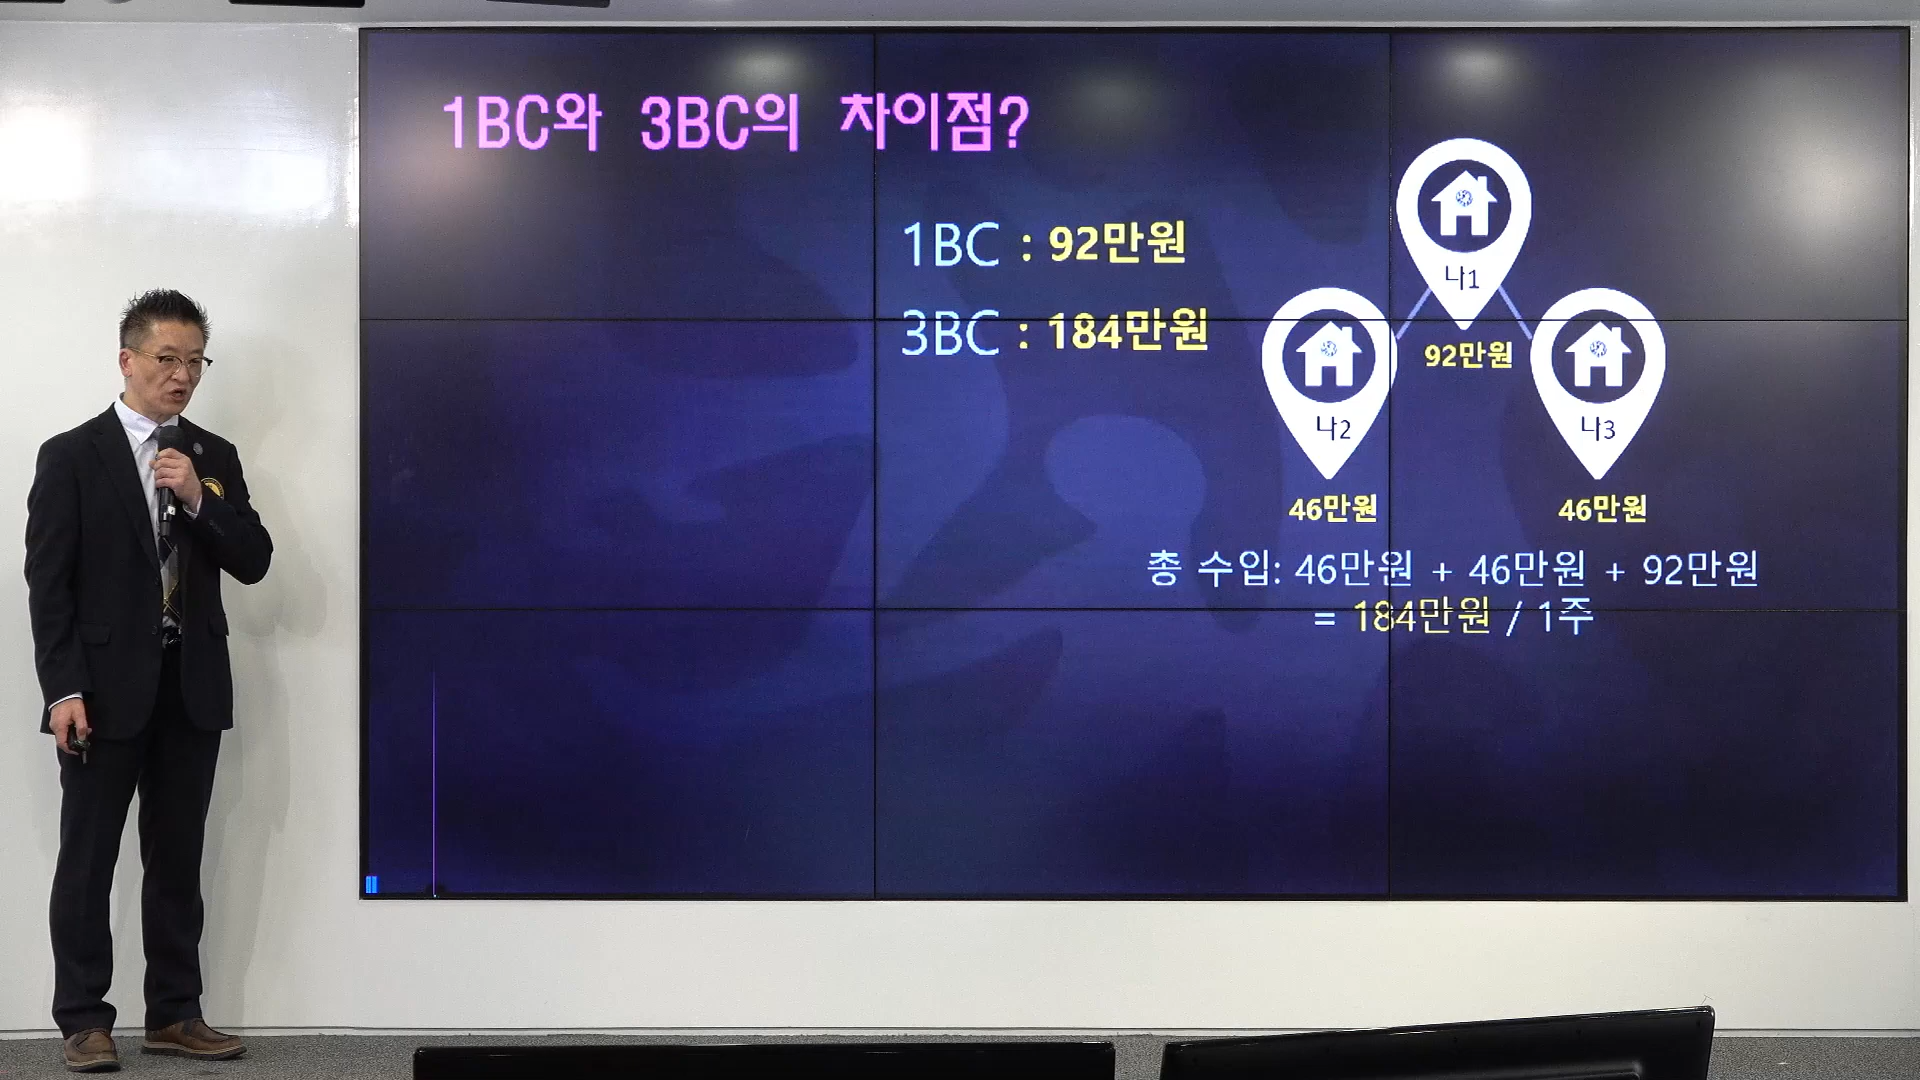 1BC와 3BC의 차이점?
1BC : 92만원
3BC : 184만원
나1
92만원
나2
나3
46만원
46만원
총 수입: 46만원 + 46만원 + 92만원
= 184만원 / 1주